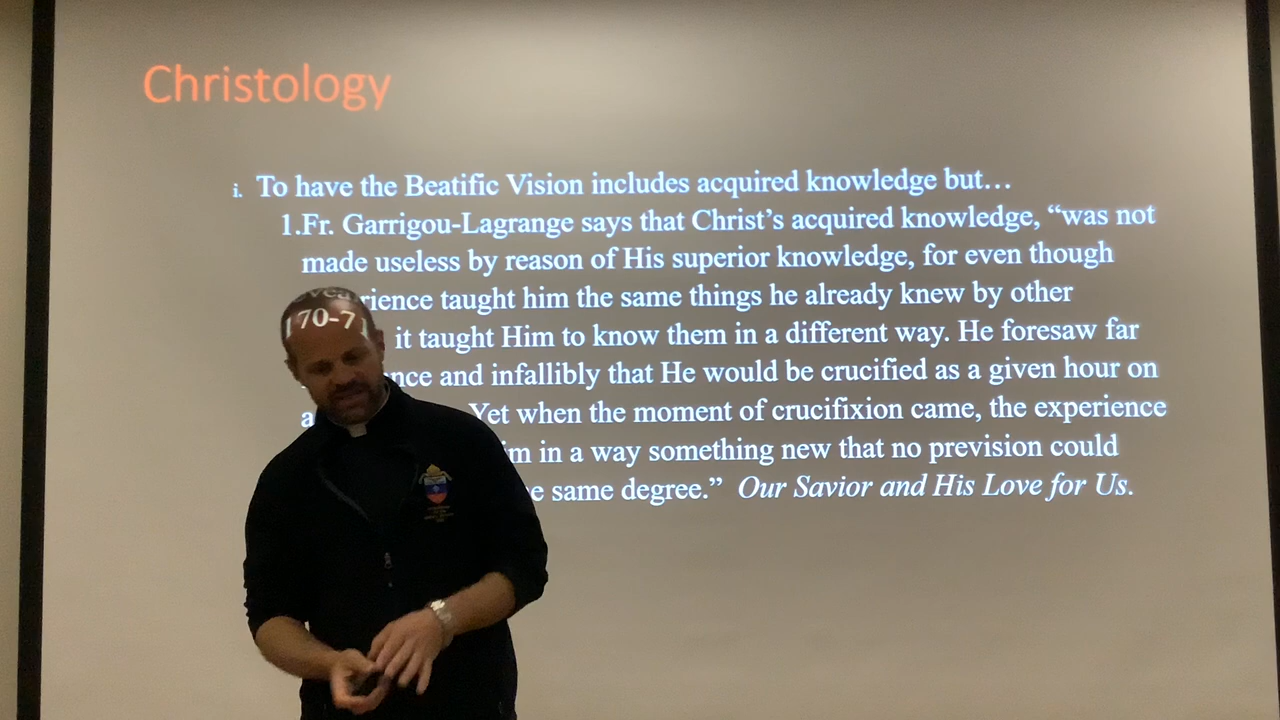 Christology
i. To have the Beatific Vision includes acquired knowledge but…
1.Fr. Garrigou-Lagrange says that Christ's acquired knowledge, “was not
made useless by reason of His superior knowledge, for even though
rience taught him the same things he already knew by other
it taught Him to know them in a different way. He foresaw far
nce and infallibly that He would be crucified as a given hour on
a Yet when the moment of crucifixion came, the experience
im in a way something new that no prevision could
e same degree.” Our Savior and His Love for Us.
170-71